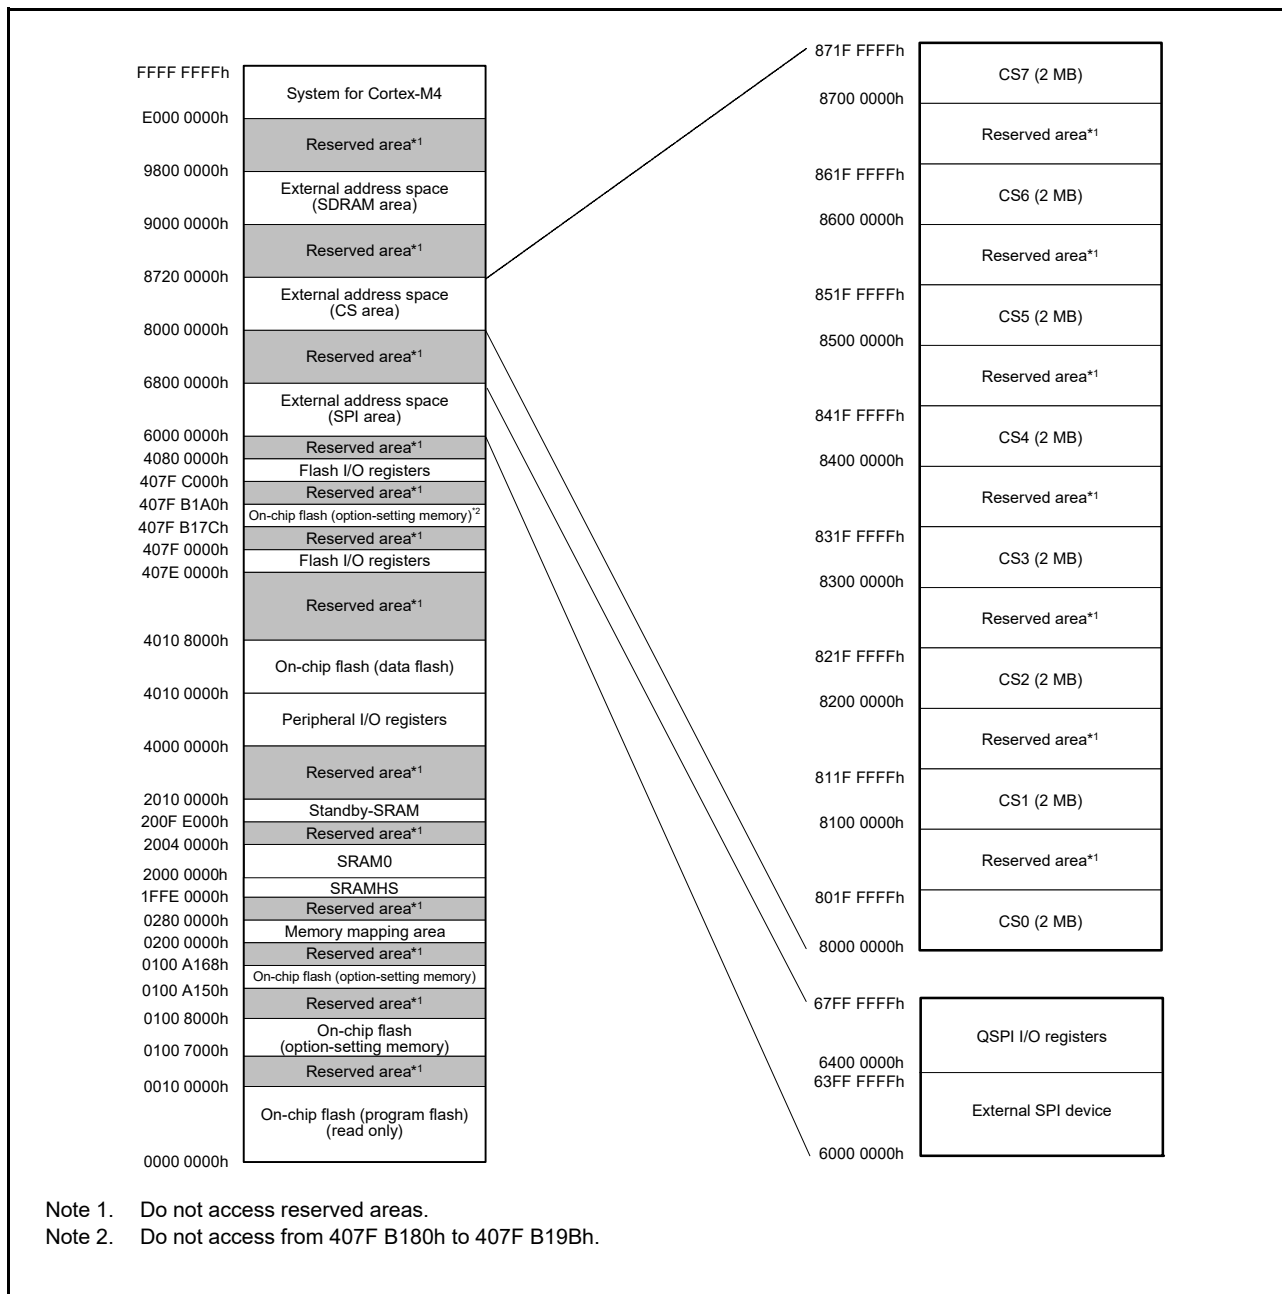 FFFF FFFFh
System for Cortex-M4
E000 0000h
Reserved area*1
9800 0000h
External address space
(SDRAM area)
9000 0000h
Reserved area*1
8720 0000h
External address space
(CS area)
8000 0000h
Reserved area*1
6800 0000h
External address space
(SPI area)
6000 0000h
Reserved area*1
4080 0000h
Flash I/O registers
407F C000h
Reserved area*1
407F B1A0h
On-chip flash (option-setting memory)*2
407F B17Ch
Reserved area*1
407F 0000h
Flash I/O registers
407E 0000h
Reserved area*1
4010 8000h
On-chip flash (data flash)
4010 0000h
Peripheral I/O registers
4000 0000h
Reserved area*1
2010 0000h
Standby-SRAM
200F E000h
Reserved area*1
2004 0000h
SRAM0
2000 0000h
SRAMHS
1FFE 0000h
Reserved area*1
0280 0000h
Memory mapping area
0200 0000h
Reserved area*1
0100 A168h
On-chip flash (option-setting memory)
0100 A150h
Reserved area*1
0100 8000h
On-chip flash
(option-setting memory)
0100 7000h
Reserved area*1
0010 0000h
On-chip flash (program flash)
(read only)
0000 0000h
871F FFFFh
CS7 (2 MB)
8700 0000h
Reserved area*1
861F FFFFh
CS6 (2 MB)
8600 0000h
Reserved area*1
851F FFFFh
CS5 (2 MB)
8500 0000h
Reserved area*1
841F FFFFh
CS4 (2 MB)
8400 0000h
Reserved area*1
831F FFFFh
CS3 (2 MB)
8300 0000h
Reserved area*1
821F FFFFh
CS2 (2 MB)
8200 0000h
Reserved area*1
811F FFFFh
CS1 (2 MB)
8100 0000h
Reserved area*1
801F FFFFh
CS0 (2 MB)
8000 0000h
67FF FFFFh
QSPI I/O registers
6400 0000h
63FF FFFFh
External SPI device
6000 0000h
Note 1. Do not access reserved areas.
Note 2. Do not access from 407F B180h to 407F B19Bh.